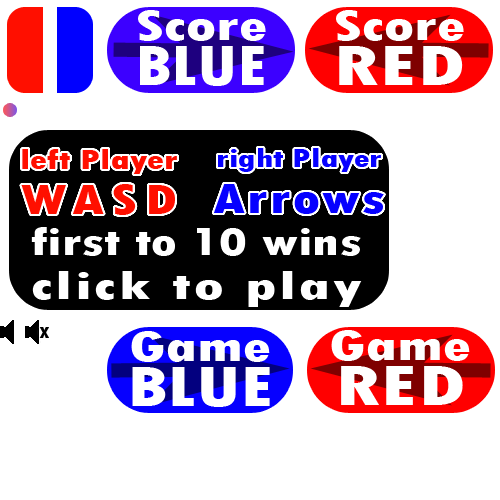 Score
BLUE
Score
RED
left Player
WASD
right Player
Arrows
first to 10 wins
click to play
x
Game
BLUE
Game
RED